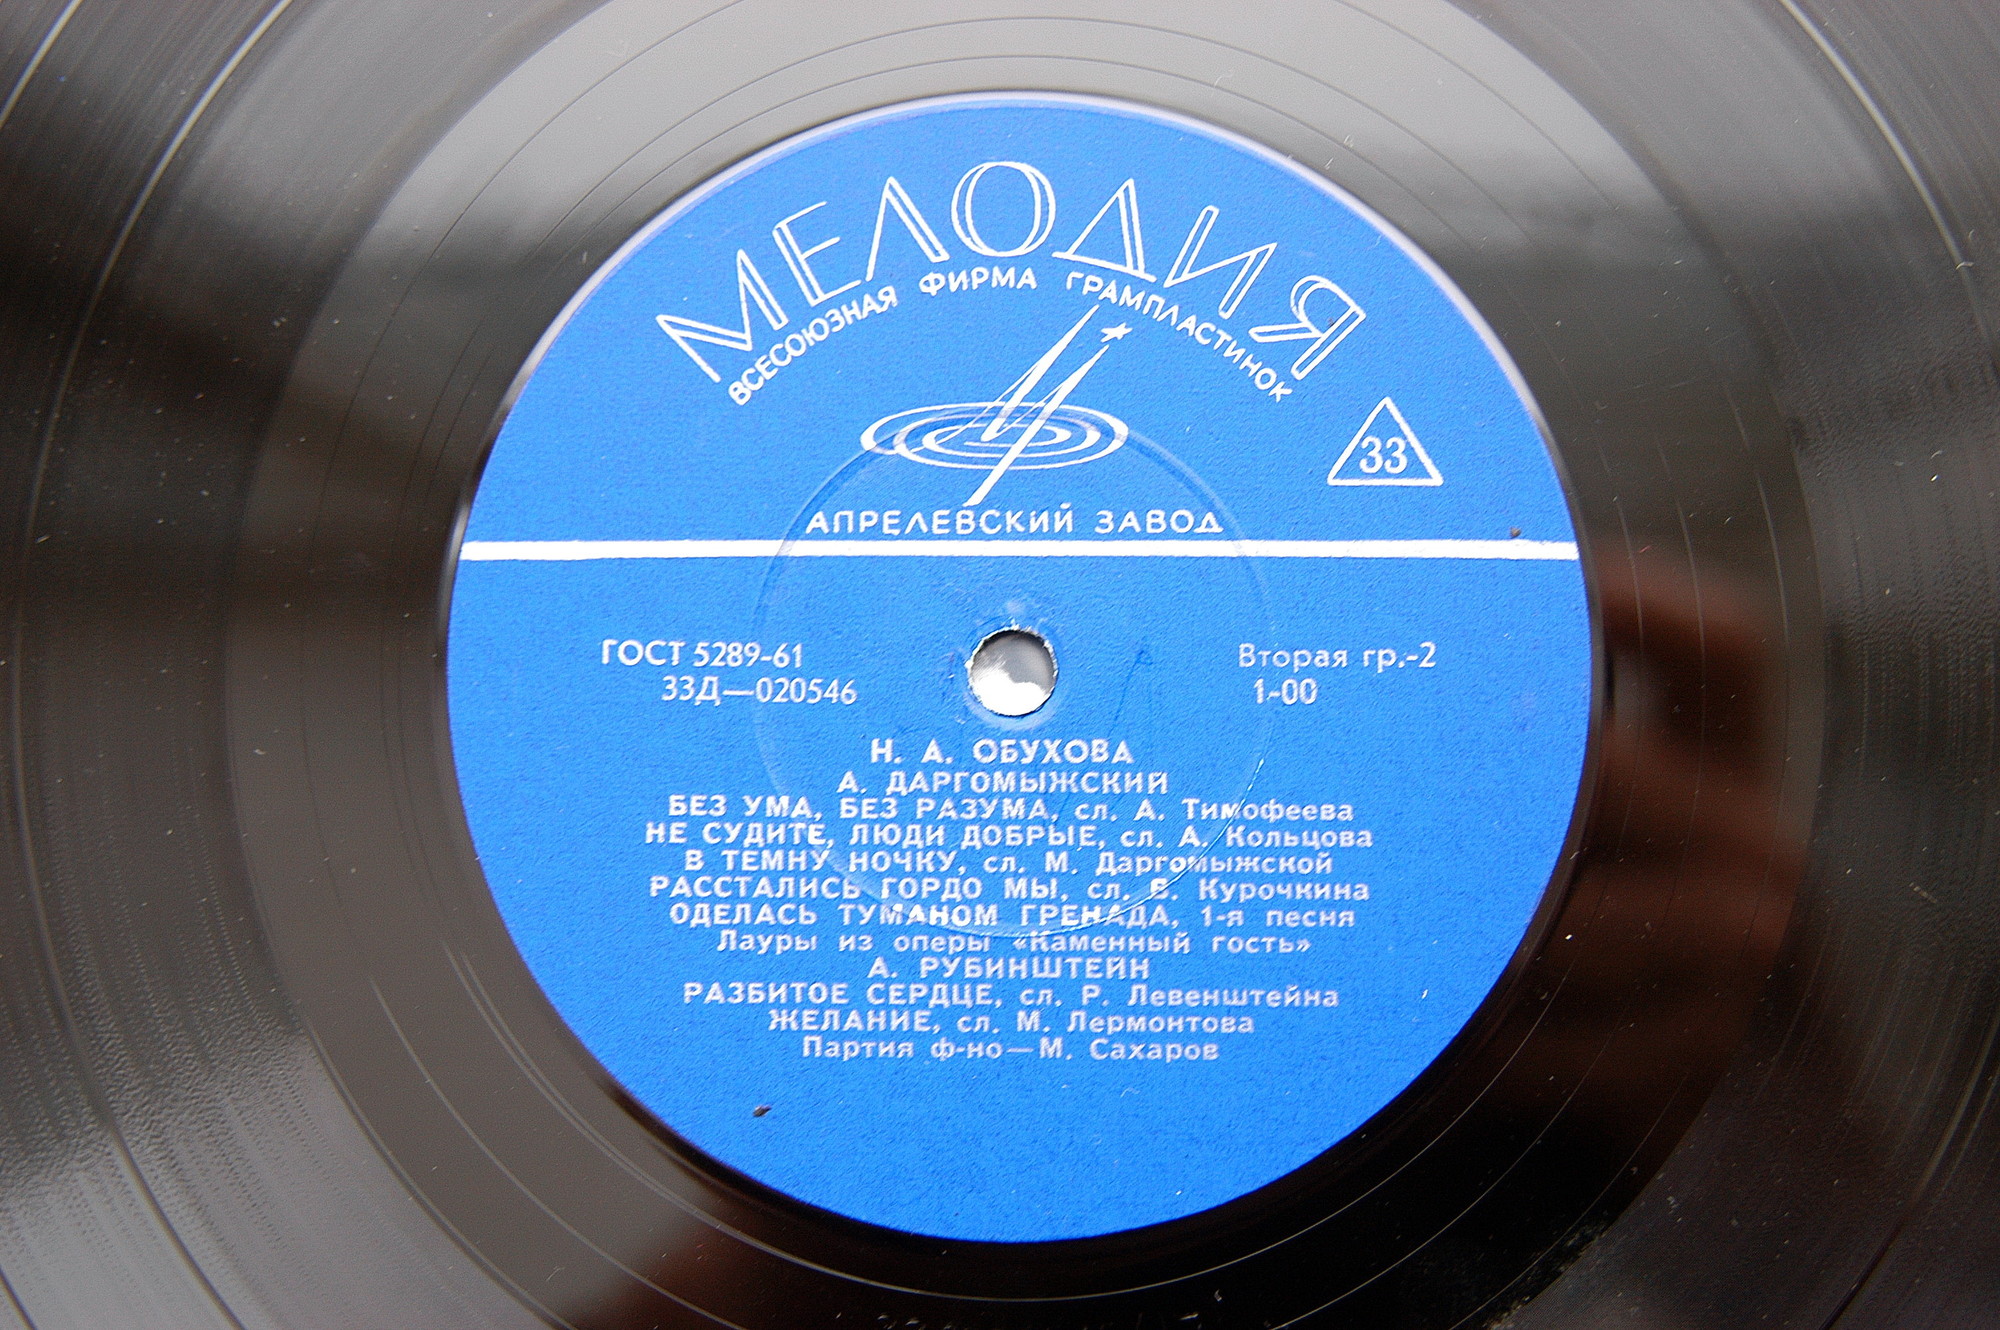 МЕЛОДИЯ
ВСЕСОЮЗНАЯ ФИРМА ГРАМПЛАСТИНОК
33
АПРЕЛЕВСКИЙ ЗАВОД
ГОСТ 5289-61
Вторая гр.-2
33Д—020546
1-00
Н. А. ОБУХОВА
А. ДАРГОМЫЖСКИЙ
БЕЗ УМА, БЕЗ РАЗУМА, сл. А. Тимофеева
НЕ СУДИТЕ, ЛЮДИ ДОБРЫЕ, сл. А. Кольцова
В ТЕМНУ НОЧКУ, сл. М. Даргомыжской
РАССТАЛИСЬ ГОРДО МЫ, сл. В. Курочкина
ОДЕЛАСЬ ТУМАНОМ ГРЕНАДА, 1-я песня
Лауры из оперы «Каменный гость»
А. РУБИНШТЕЙН
РАЗБИТОЕ СЕРДЦЕ, сл. Р. Левенштейна
ЖЕЛАНИЕ, сл. М. Лермонтова
Партия ф-но—М. Сахаров